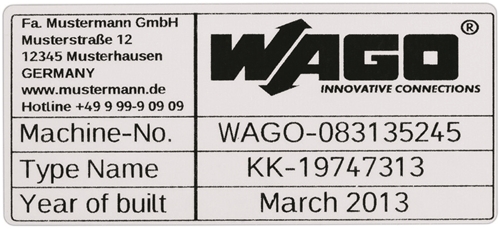 Fa. Mustermann GmbH
Musterstraße 12
12345 Musterhausen
GERMANY
www.mustermann.de
Hotline +49 9 99-9 09 09
WAGO®
INNOVATIVE CONNECTIONS
Machine-No. WAGO-083135245
Type Name KK-19747313
Year of built March 2013